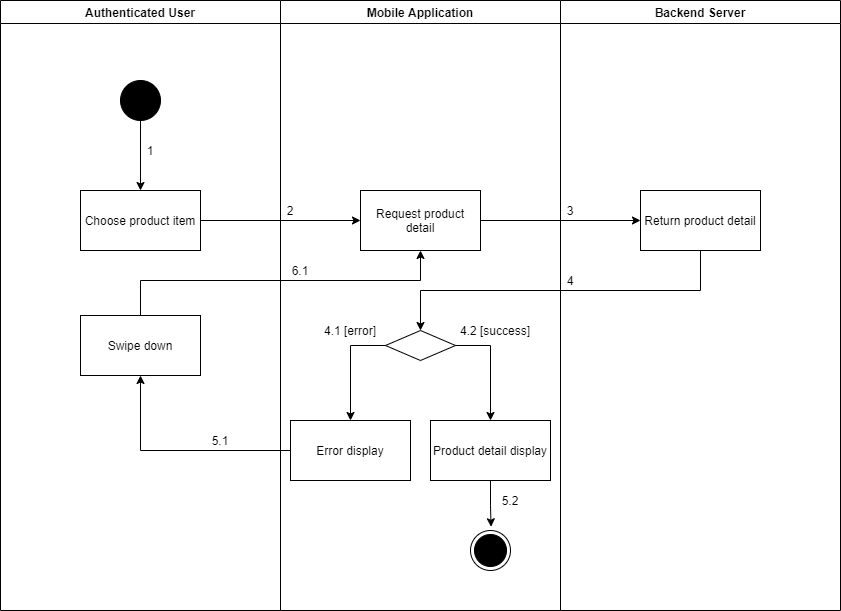 Authenticated User
Mobile Application
Backend Server
1
Choose product item
2
Request product
detail
3
Return product detail
6.1
4
Swipe down
4.1 [error]
4.2 [success]
5.1
Error display
Product detail display
5.2